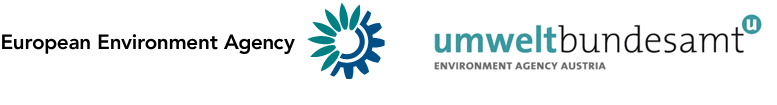 European Environment Agency
umweltbundesamt u
ENVIRONMENT AGENCY AUSTRIA